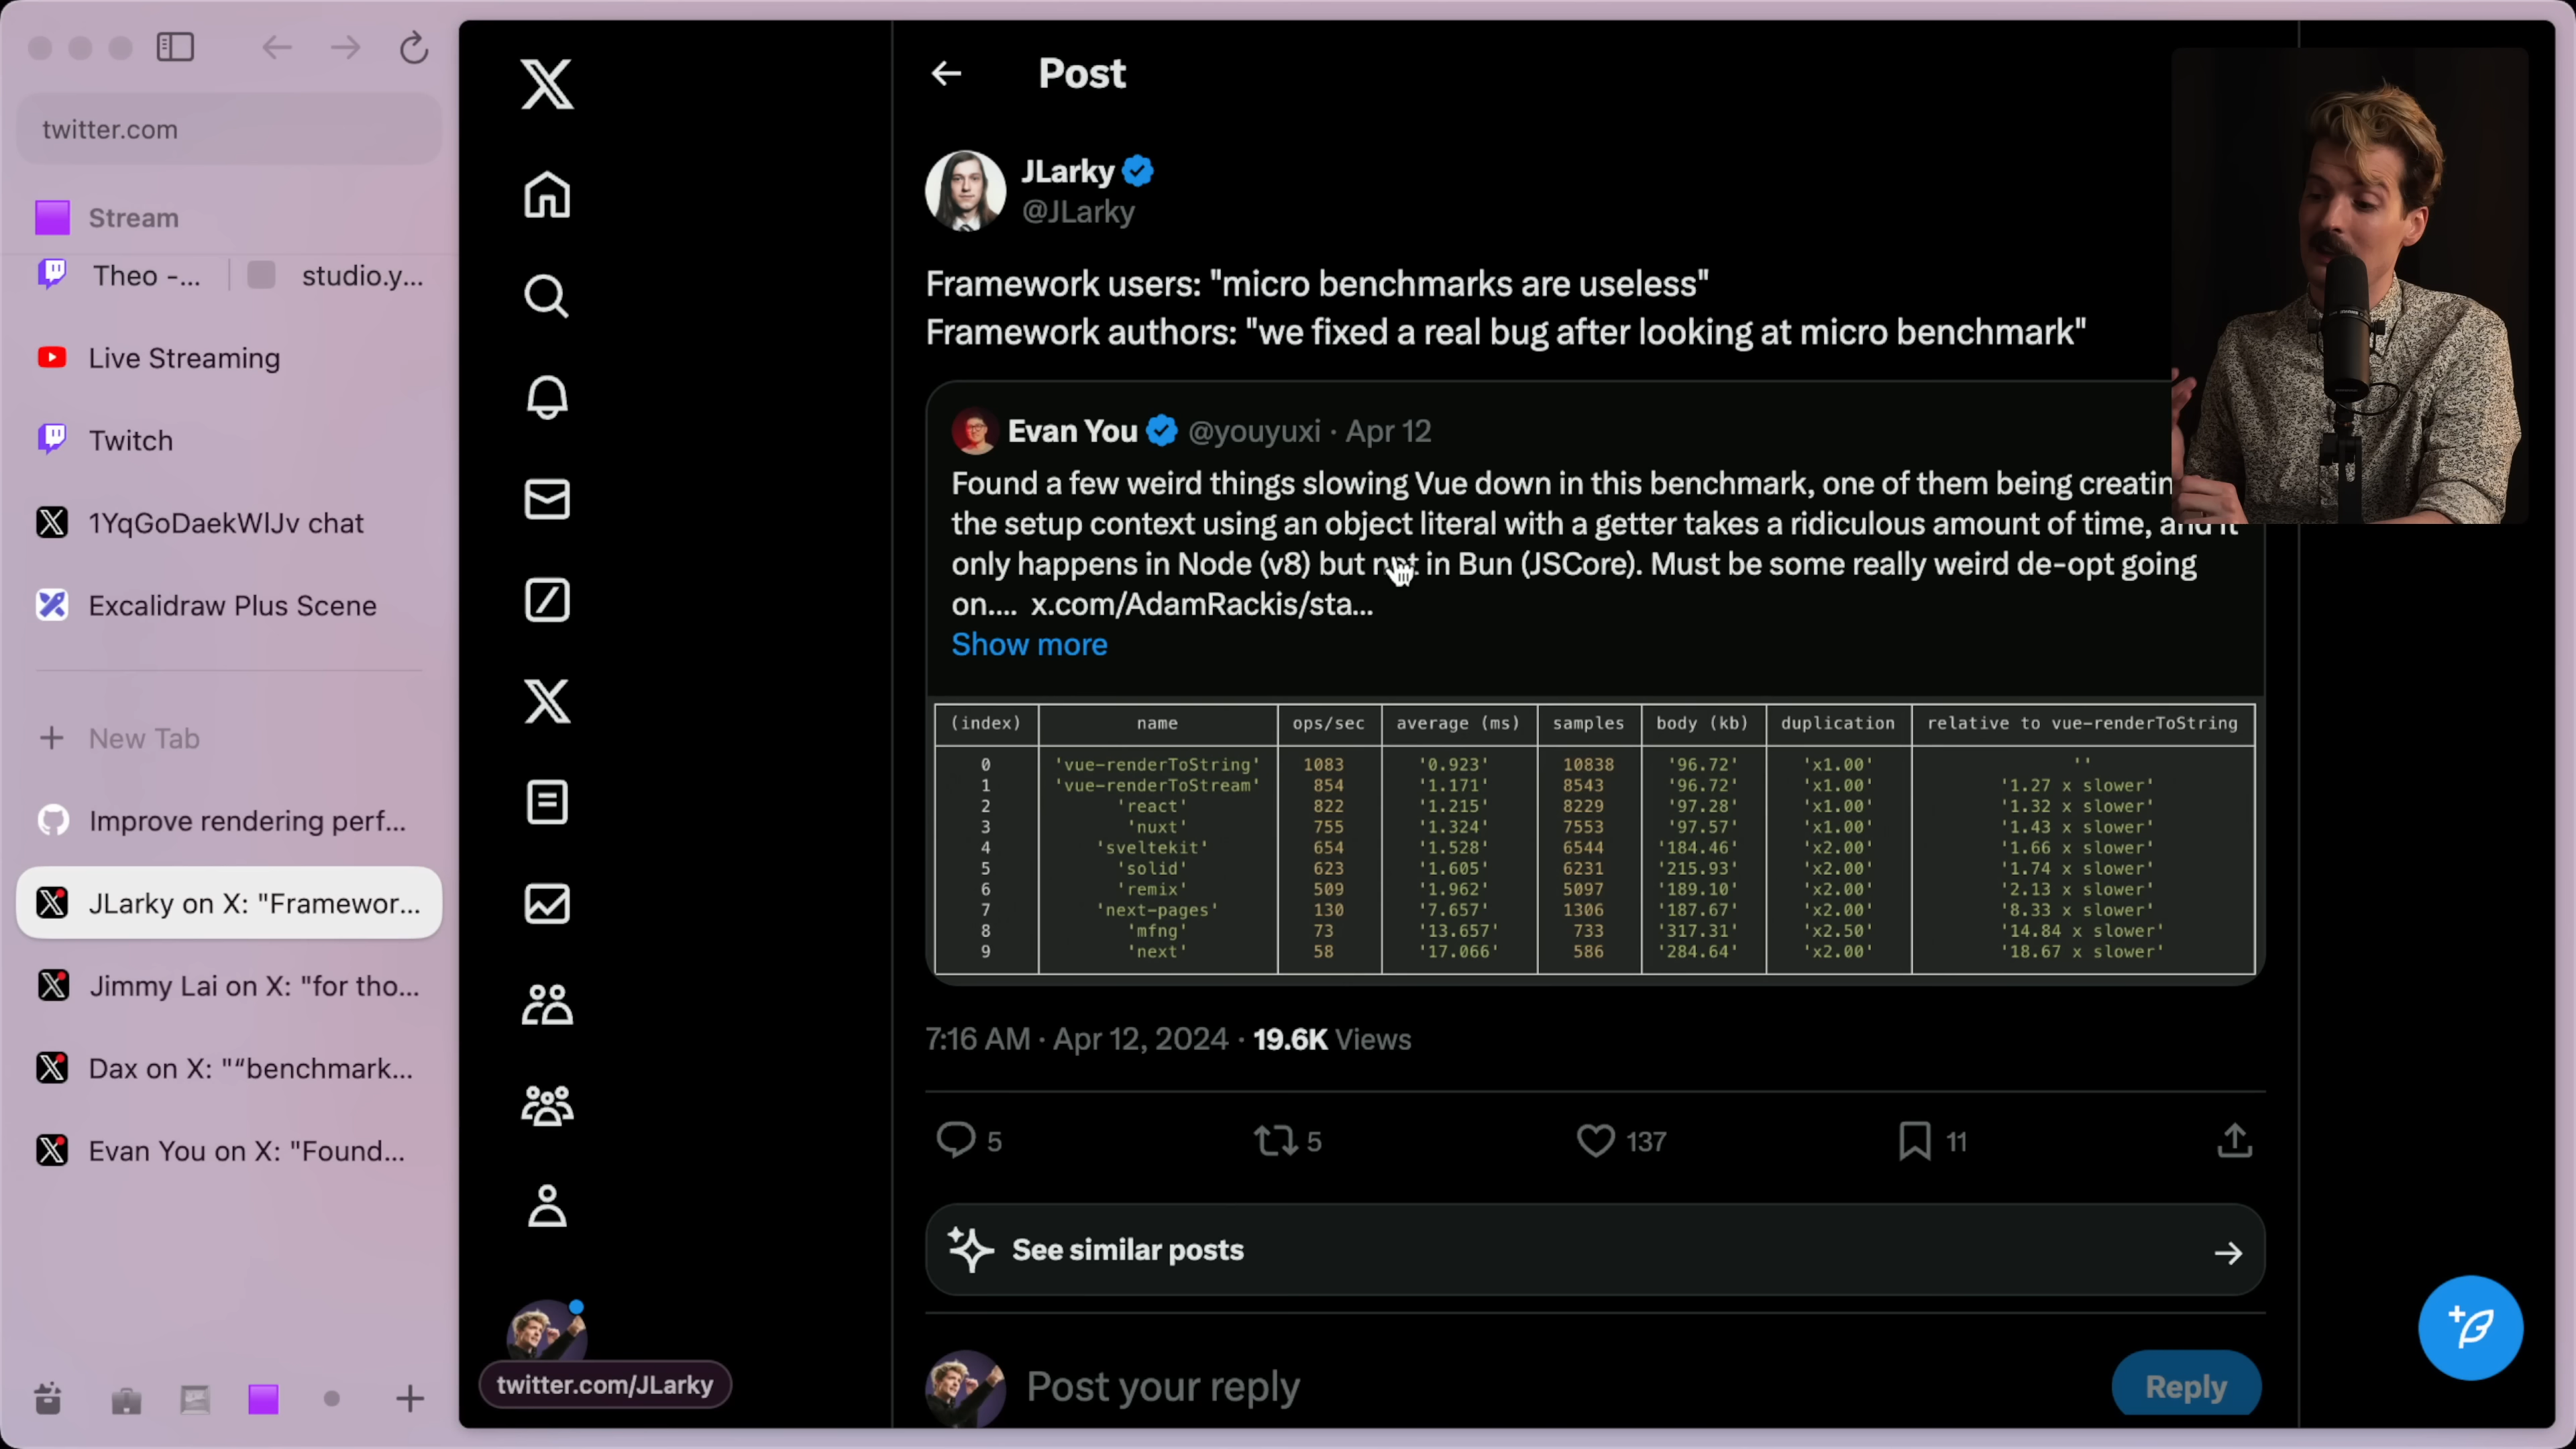 twitter.com
Stream
Theo -...
studio.y...
Live Streaming
Twitch
1YqGoDaekWlJv chat
Excalidraw Plus Scene
New Tab
Improve rendering perf...
JLarky on X: "Framewor...
Jimmy Lai on X: "for tho...
Dax on X: "“benchmark...
Evan You on X: "Found...
twitter.com/JLarky
Post
JLarky
@JLarky
Framework users: "micro benchmarks are useless"
Framework authors: "we fixed a real bug after looking at micro benchmark"
Evan You @youyuxi · Apr 12
Found a few weird things slowing Vue down in this benchmark, one of them being creatin
the setup context using an object literal with a getter takes a ridiculous amount of time, and it
only happens in Node (v8) but not in Bun (JSCore). Must be some really weird de-opt going
on.... x.com/AdamRackis/sta...
Show more
(index) name ops/sec average (ms) samples body (kb) duplication relative to vue-renderToString
0 'vue-renderToString' 1083 '0.923' 10838 '96.72' 'x1.00' ''
1 'vue-renderToStream' 854 '1.171' 8543 '96.72' 'x1.00' '1.27 x slower'
2 'react' 822 '1.215' 8229 '97.28' 'x1.00' '1.32 x slower'
3 'nuxt' 755 '1.324' 7553 '97.57' 'x1.00' '1.43 x slower'
4 'sveltekit' 654 '1.528' 6544 '184.46' 'x2.00' '1.66 x slower'
5 'solid' 623 '1.605' 6231 '215.93' 'x2.00' '1.74 x slower'
6 'remix' 509 '1.962' 5097 '189.10' 'x2.00' '2.13 x slower'
7 'next-pages' 130 '7.657' 1306 '187.67' 'x2.00' '8.33 x slower'
8 'mfng' 73 '13.657' 733 '317.31' 'x2.50' '14.84 x slower'
9 'next' 58 '17.066' 586 '284.64' 'x2.00' '18.67 x slower'
7:16 AM · Apr 12, 2024 · 19.6K Views
5 5 137 11
See similar posts
Post your reply
Reply